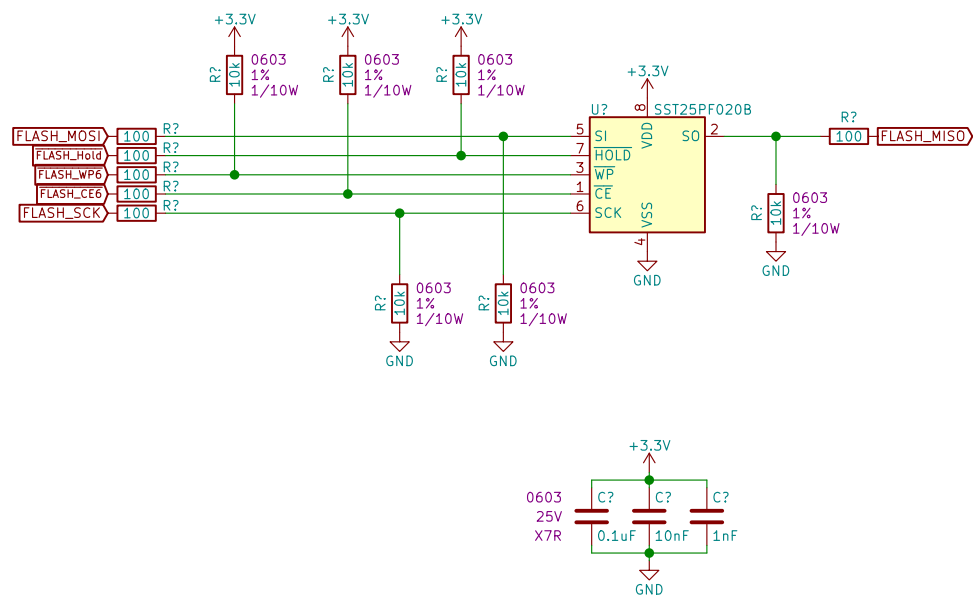 +3.3V +3.3V +3.3V
R? 10k 0603 1% 1/10W
R? 10k 0603 1% 1/10W
R? 10k 0603 1% 1/10W
+3.3V
U? 8 SST25PF020B
VDD
FLASH_MOSI 100 R? 5 SI SO 2
R? 100 FLASH_MISO
FLASH_Hold 100 R? 7 HOLD
FLASH_WP6 100 R? 3 WP
FLASH_CE6 100 R? 1 CE
FLASH_SCK 100 R? 6 SCK
VSS
4
GND
R? 10k 0603 1% 1/10W
GND
R? 10k 0603 1% 1/10W
GND
R? 10k 0603 1% 1/10W
GND
+3.3V
0603 C? C? C?
25V
X7R 0.1uF 10nF 1nF
GND